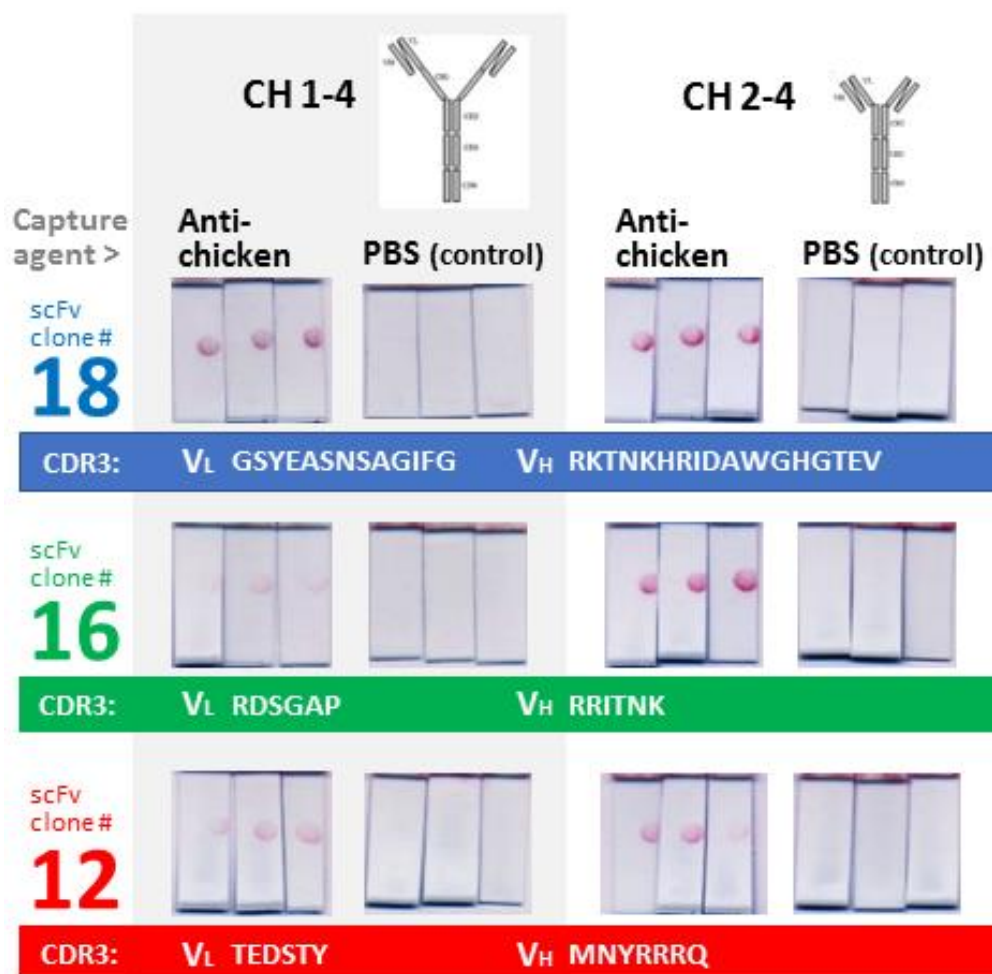 CH 1-4
CH 2-4
Capture
agent >
Anti-
chicken
PBS (control)
Anti-
chicken
PBS (control)
scFv
clone #
18
CDR3: VL GSYEASNSAGIFG VH RKTNKHRIDAWGHGTEV
scFv
clone #
16
CDR3: VL RDSGAP VH RRITNK
scFv
clone #
12
CDR3: VL TEDSTY VH MNYRRRQ